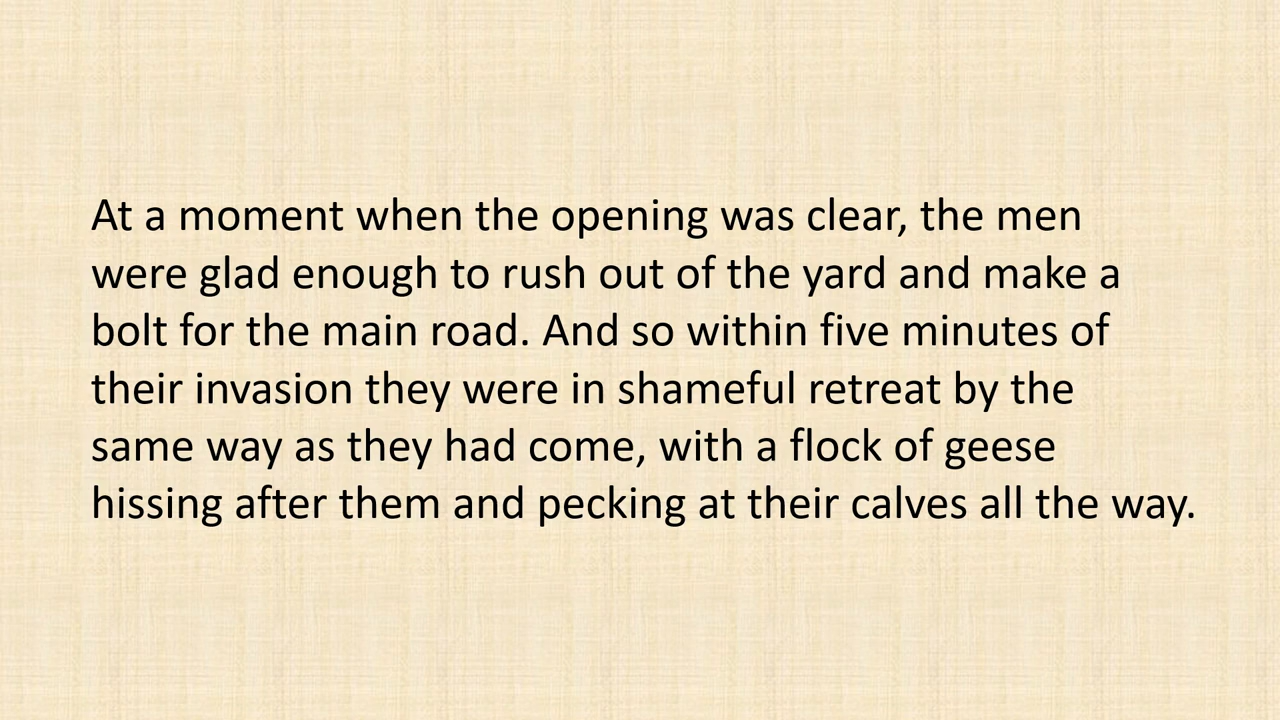 At a moment when the opening was clear, the men
were glad enough to rush out of the yard and make a
bolt for the main road. And so within five minutes of
their invasion they were in shameful retreat by the
same way as they had come, with a flock of geese
hissing after them and pecking at their calves all the way.